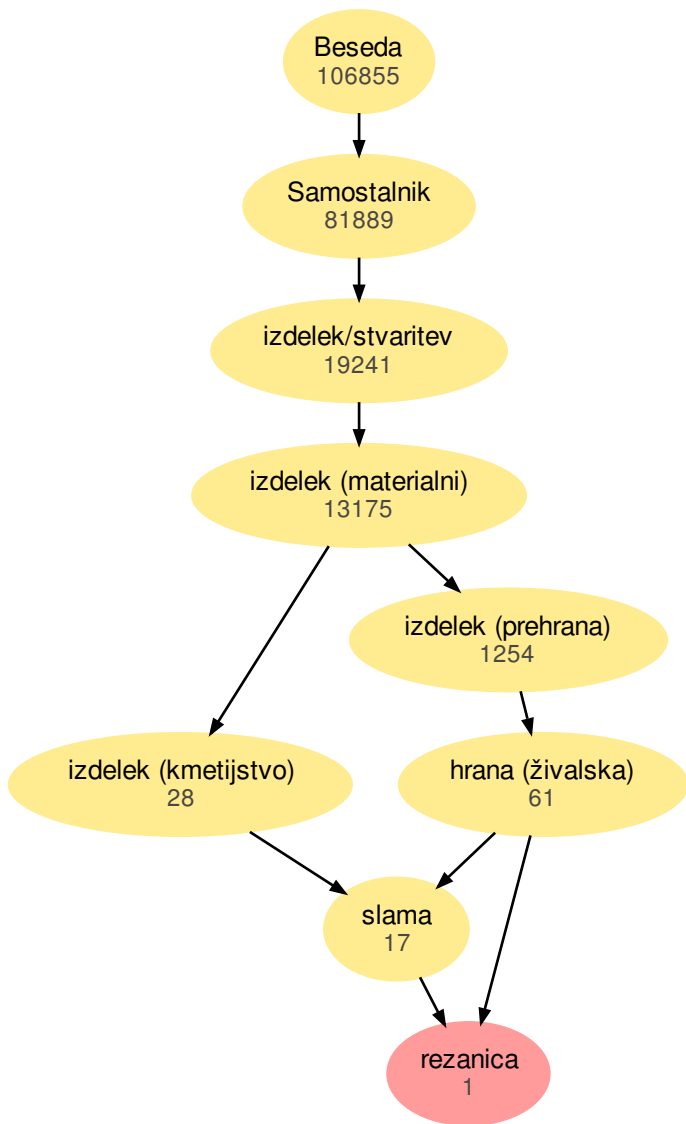 Beseda
106855
Samostalnik
81889
izdelek/stvaritev
19241
izdelek (materialni)
13175
izdelek (prehrana)
1254
izdelek (kmetijstvo)
28
hrana (živalska)
61
slama
17
rezanica
1